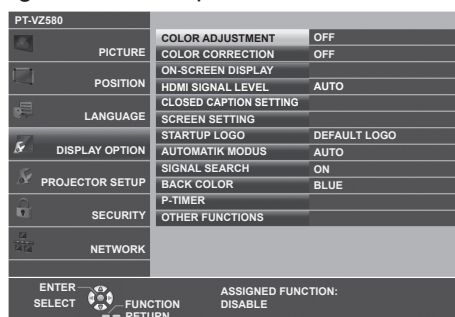 PT-VZ580
PICTURE
POSITION
LANGUAGE
DISPLAY OPTION
PROJECTOR SETUP
SECURITY
NETWORK
COLOR ADJUSTMENT OFF
COLOR CORRECTION OFF
ON-SCREEN DISPLAY
HDMI SIGNAL LEVEL AUTO
CLOSED CAPTION SETTING
SCREEN SETTING
STARTUP LOGO DEFAULT LOGO
AUTOMATIK MODUS AUTO
SIGNAL SEARCH ON
BACK COLOR BLUE
P-TIMER
OTHER FUNCTIONS
ENTER
SELECT
FUNCTION
RETURN
ASSIGNED FUNCTION:
DISABLE